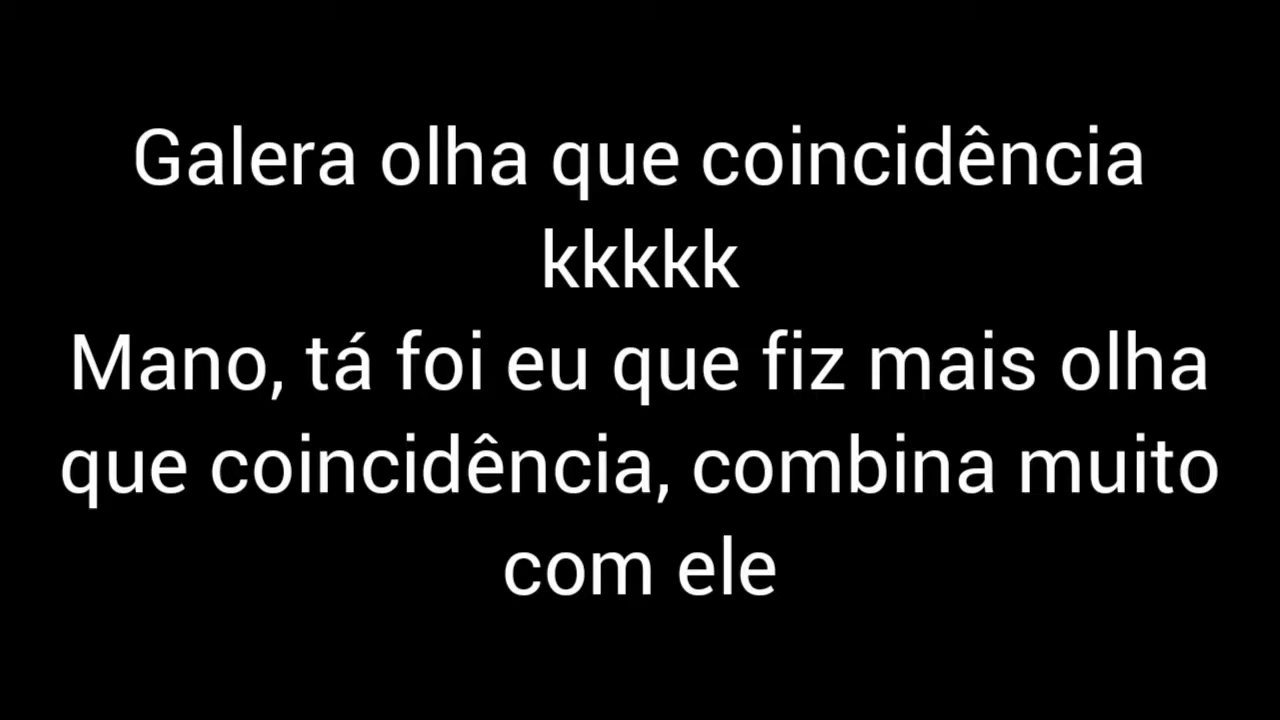 Galera olha que coincidência
kkkkk
Mano, tá foi eu que fiz mais olha
que coincidência, combina muito
com ele